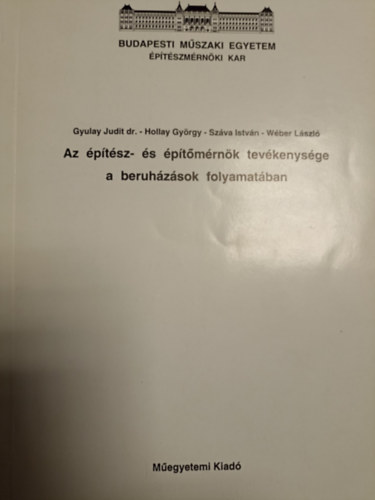 BUDAPESTI MŰSZAKI EGYETEM
ÉPÍTÉSZMÉRNÖKI KAR
Gyulay Judit dr. - Hollay György - Száva István - Wéber László
Az építész- és építőmérnök tevékenysége
a beruházások folyamatában
Műegyetemi Kiadó